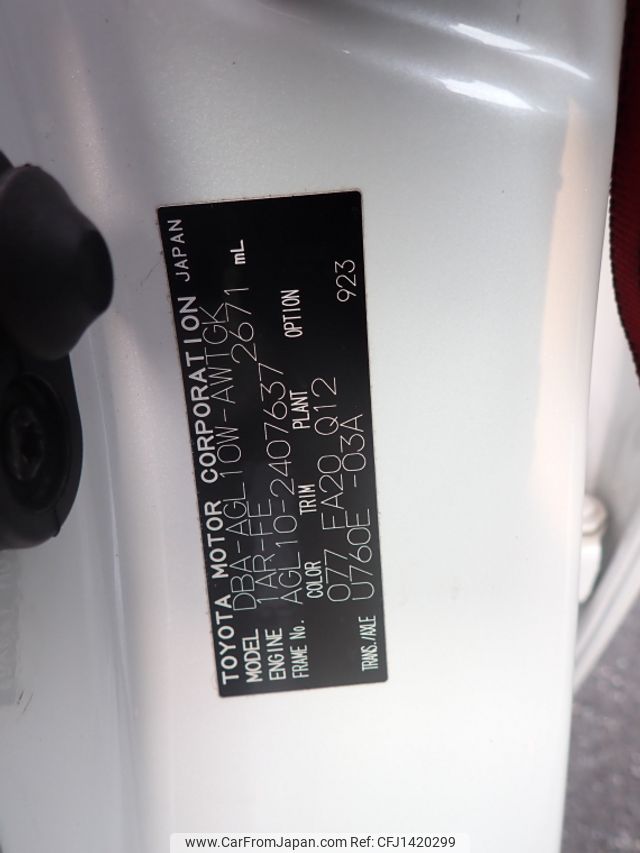 TOYOTA MOTOR CORPORATION JAPAN
MODEL DBA-AGL10W-AWTGK
ENGINE 1AR-FE 2671 mL
FRAME No. AGL10-2407637
COLOR TRIM PLANT OPTION
077 FA20 Q12
TRANS./AXLE U760E -03A 923
www.CarFromJapan.com Ref: CFJ1420299